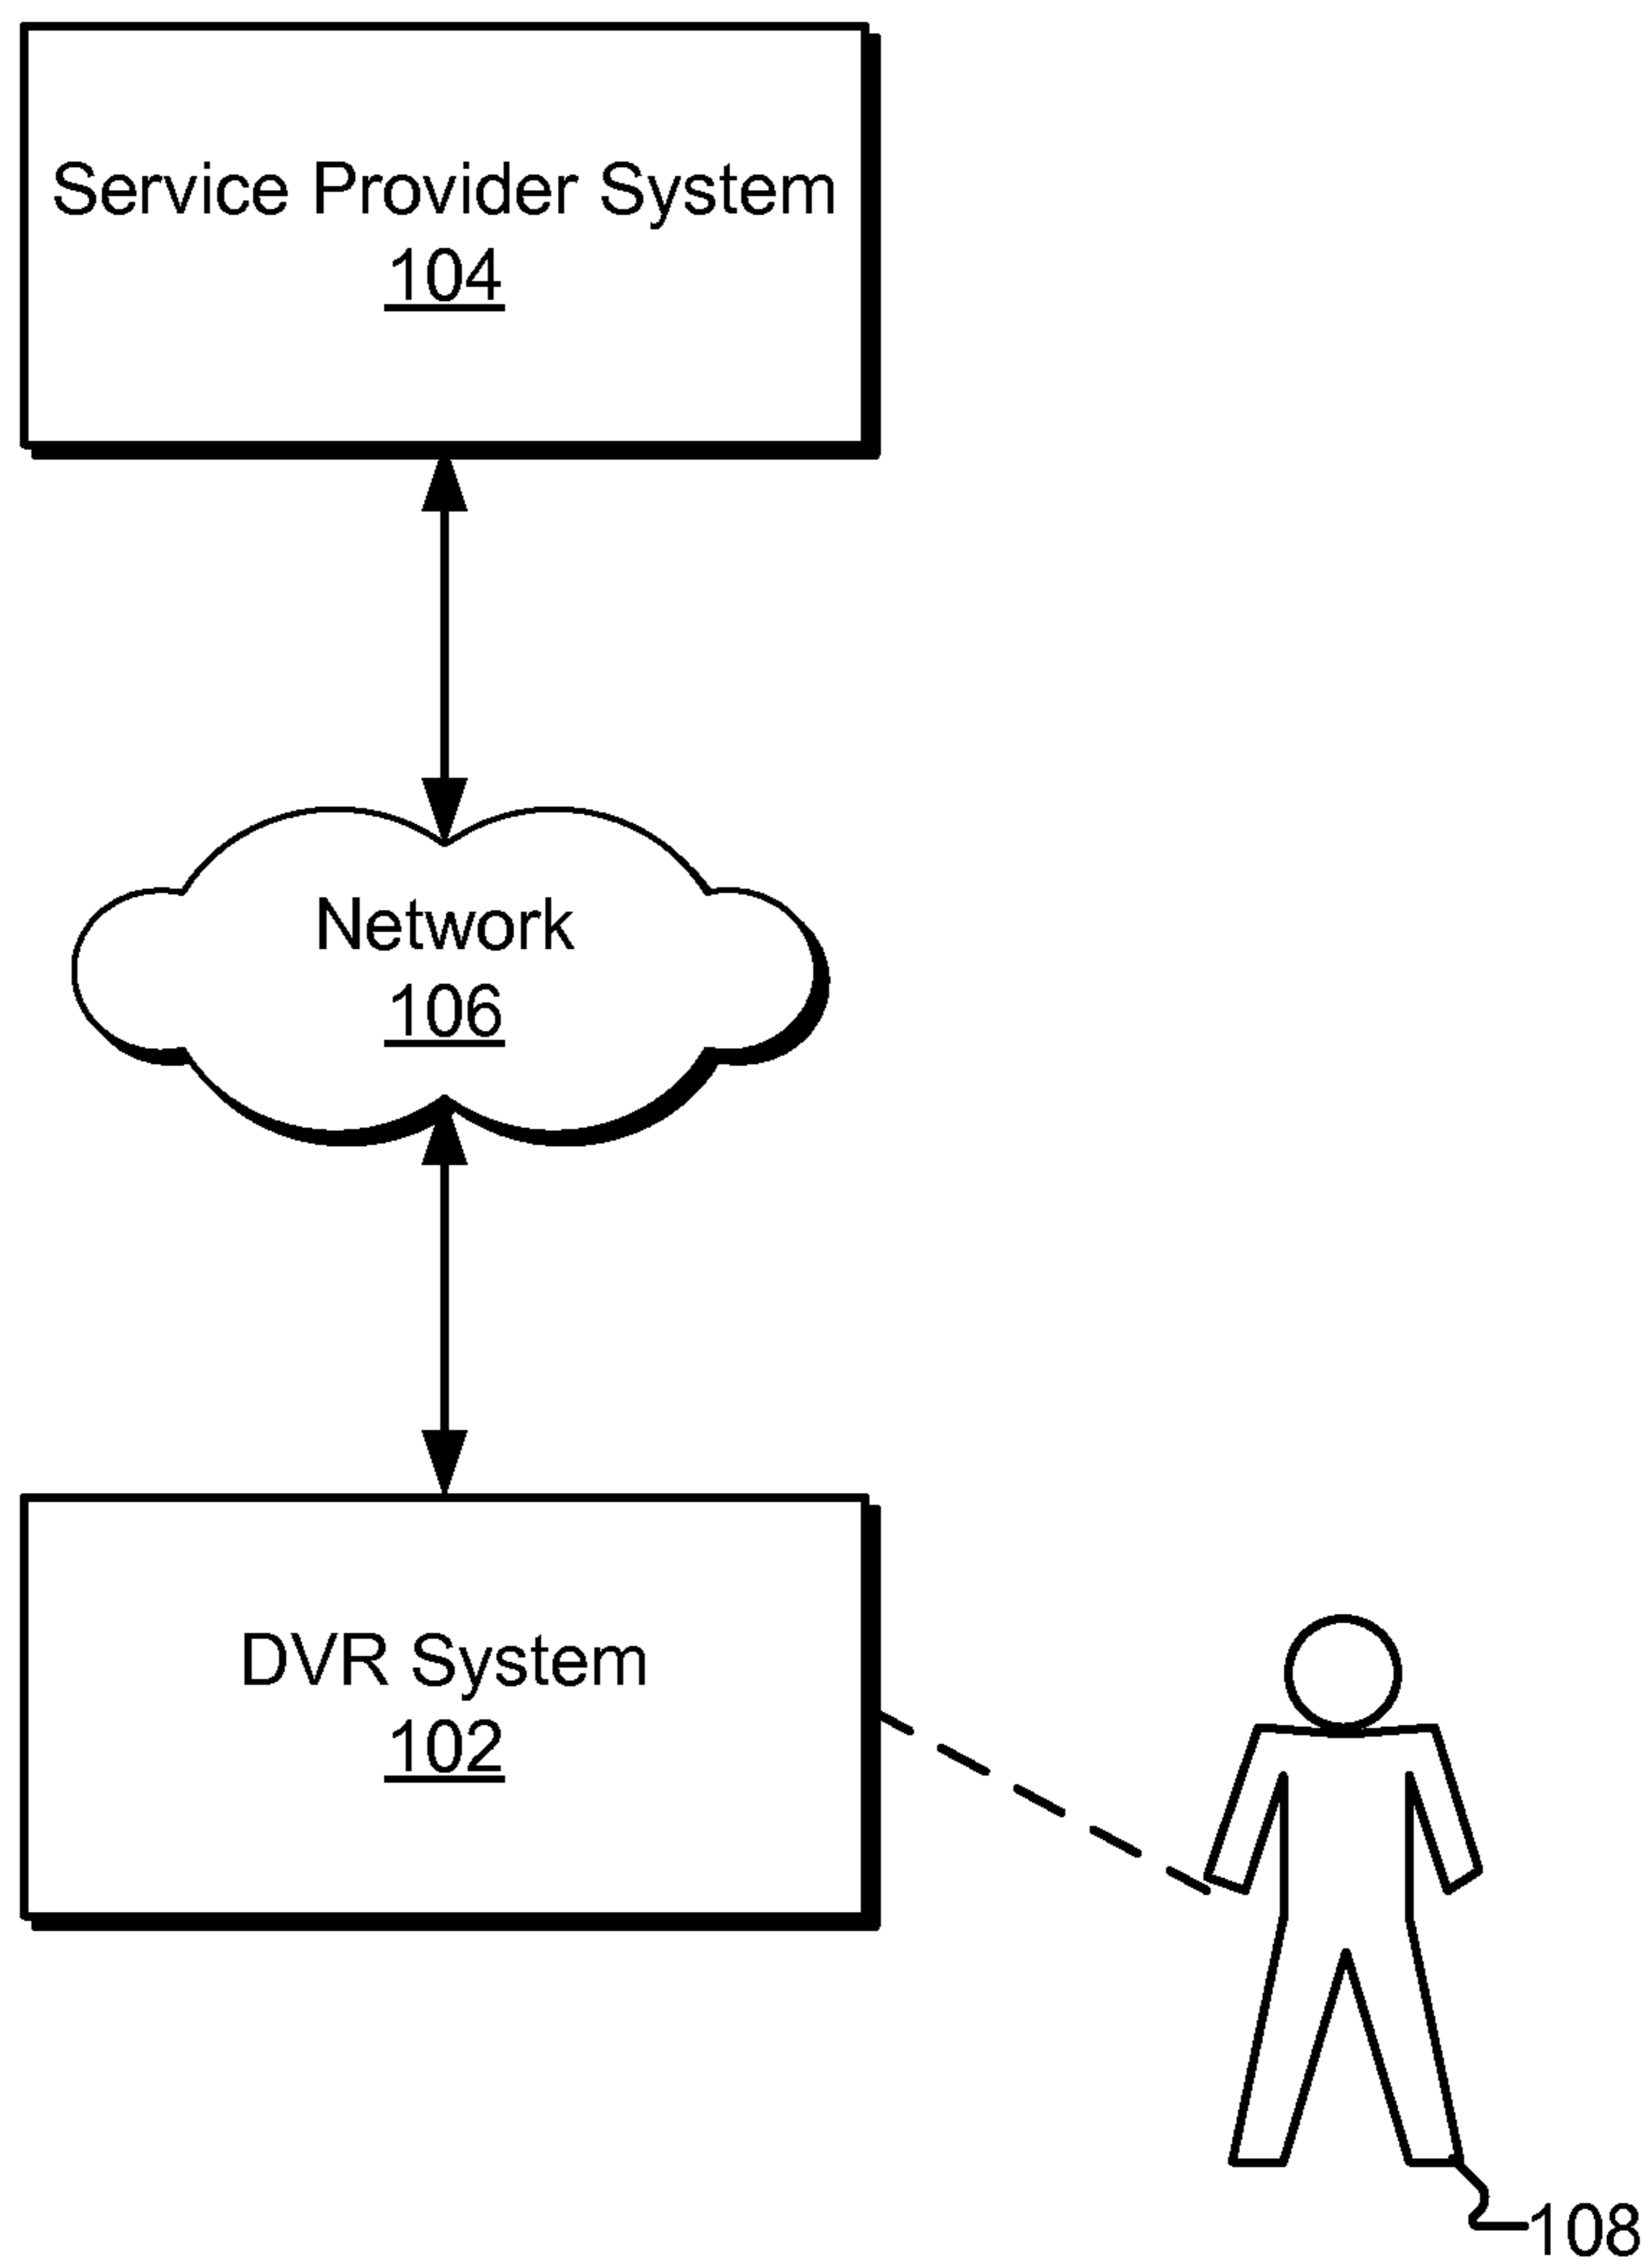 Service Provider System
104
Network
106
DVR System
102
108